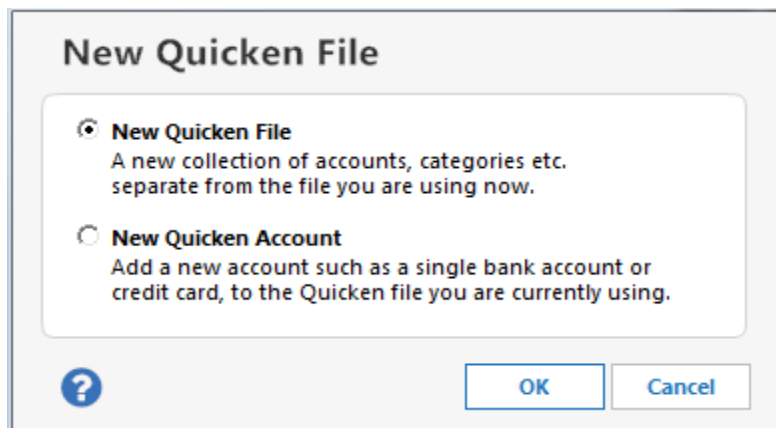 New Quicken File
New Quicken File
A new collection of accounts, categories etc.
separate from the file you are using now.
New Quicken Account
Add a new account such as a single bank account or
credit card, to the Quicken file you are currently using.
?
OK Cancel